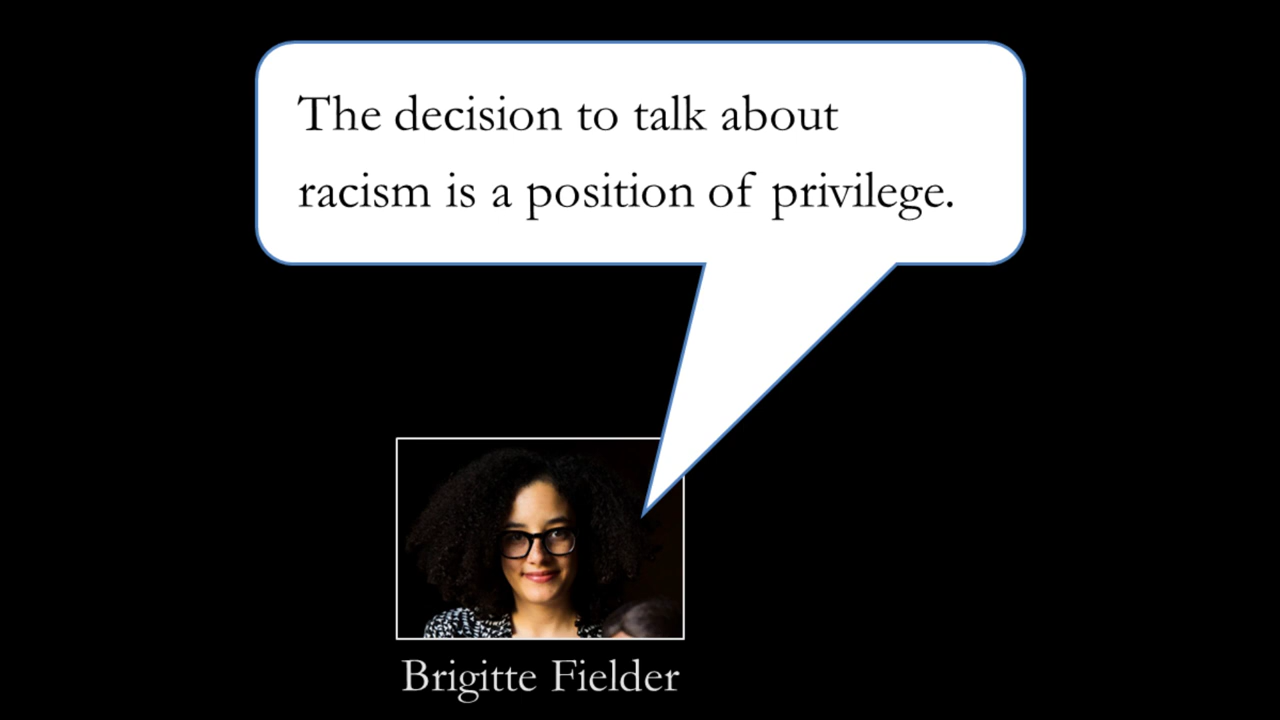 The decision to talk about
racism is a position of privilege.
Brigitte Fielder